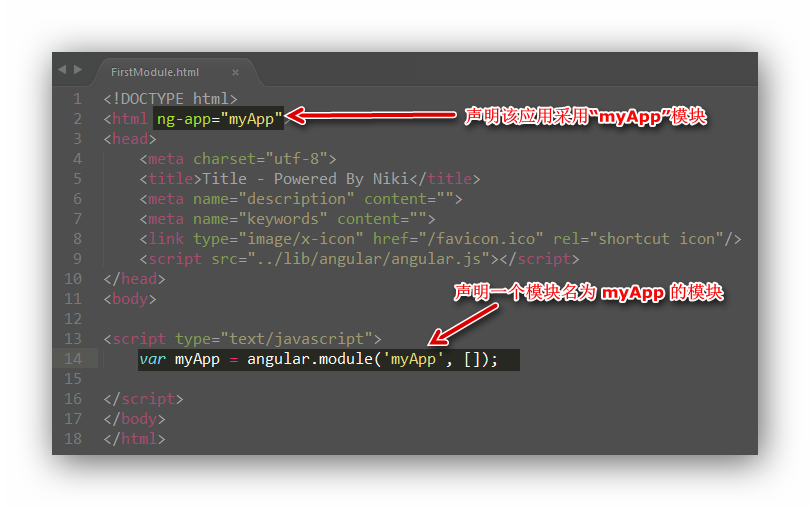 FirstModule.html ×
1 <!DOCTYPE html>
2 <html ng-app="myApp"> 声明该应用采用“myApp”模块
3 <head>
4 <meta charset="utf-8">
5 <title>Title - Powered By Niki</title>
6 <meta name="description" content="">
7 <meta name="keywords" content="">
8 <link type="image/x-icon" href="/favicon.ico" rel="shortcut icon"/>
9 <script src="../lib/angular/angular.js"></script>
10 </head>
11 <body>
声明一个模块名为 myApp 的模块
12
13 <script type="text/javascript">
14 var myApp = angular.module('myApp', []);
15
16 </script>
17 </body>
18 </html>